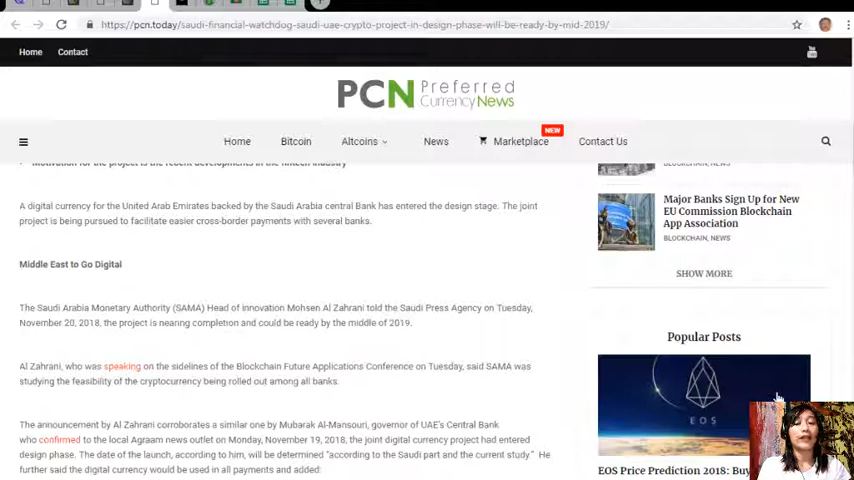 https://pcn.today/saudi-financial-watchdog-saudi-uae-crypto-project-in-design-phase-will-be-ready-by-mid-2019/
Home Contact
PCN Preferred
Currency News
NEW
Home Bitcoin Altcoins News Marketplace Contact Us
Motivation for the project is the recent developments in the fintech industry
A digital currency for the United Arab Emirates backed by the Saudi Arabia central Bank has entered the design stage. The joint
project is being pursued to facilitate easier cross-border payments with several banks.
Middle East to Go Digital
The Saudi Arabia Monetary Authority (SAMA) Head of innovation Mohsen Al Zahrani told the Saudi Press Agency on Tuesday,
November 20, 2018, the project is nearing completion and could be ready by the middle of 2019.
Al Zahrani, who was speaking on the sidelines of the Blockchain Future Applications Conference on Tuesday, said SAMA was
studying the feasibility of the cryptocurrency being rolled out among all banks.
The announcement by Al Zahrani corroborates a similar one by Mubarak Al-Mansouri, governor of UAE's Central Bank
who confirmed to the local Agraam news outlet on Monday, November 19, 2018, the joint digital currency project had entered
design phase. The date of the launch, according to him, will be determined "according to the Saudi part and the current study." He
further said the digital currency would be used in all payments and added:
BLOCKCHAIN, NEWS
Major Banks Sign Up for New
EU Commission Blockchain
App Association
BLOCKCHAIN, NEWS
SHOW MORE
Popular Posts
EOS
EOS Price Prediction 2018: Buy